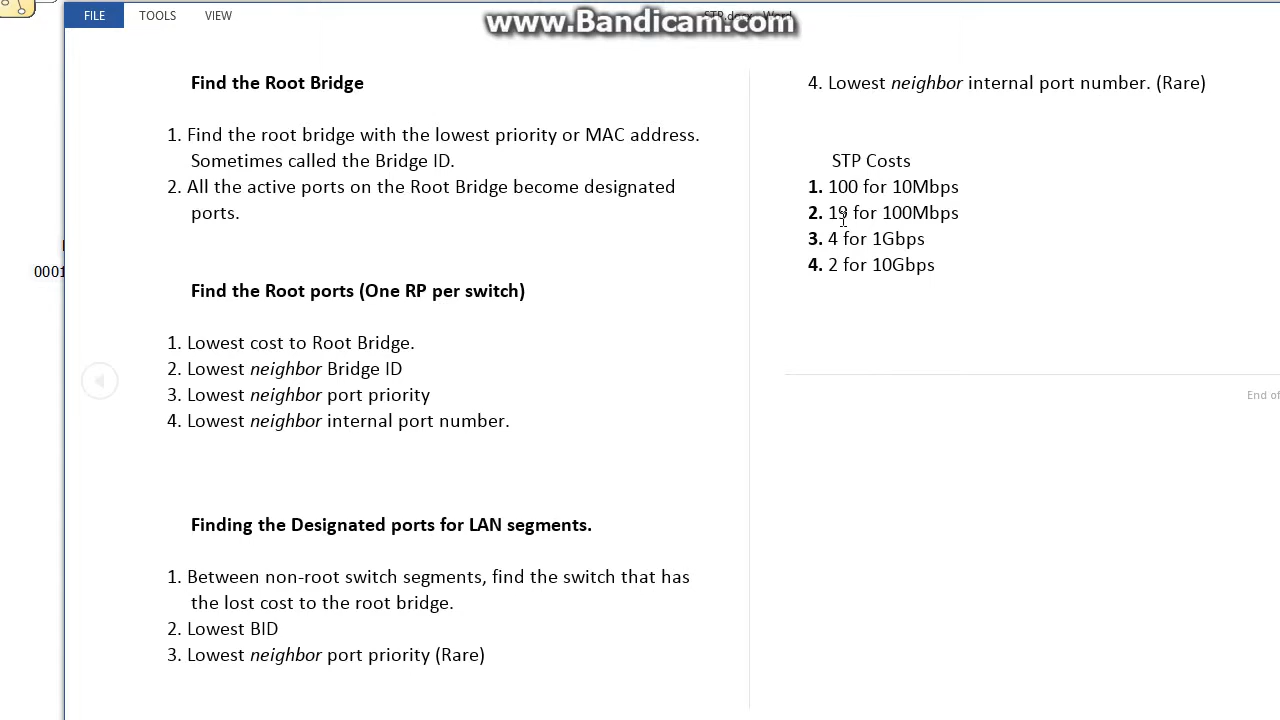 FILE TOOLS VIEW
www.Bandicam.com
Find the Root Bridge
1. Find the root bridge with the lowest priority or MAC address.
Sometimes called the Bridge ID.
2. All the active ports on the Root Bridge become designated
ports.
0001
Find the Root ports (One RP per switch)
1. Lowest cost to Root Bridge.
2. Lowest neighbor Bridge ID
3. Lowest neighbor port priority
4. Lowest neighbor internal port number.
Finding the Designated ports for LAN segments.
1. Between non-root switch segments, find the switch that has
the lost cost to the root bridge.
2. Lowest BID
3. Lowest neighbor port priority (Rare)
4. Lowest neighbor internal port number. (Rare)
STP Costs
1. 100 for 10Mbps
2. 19 for 100Mbps
3. 4 for 1Gbps
4. 2 for 10Gbps
End of